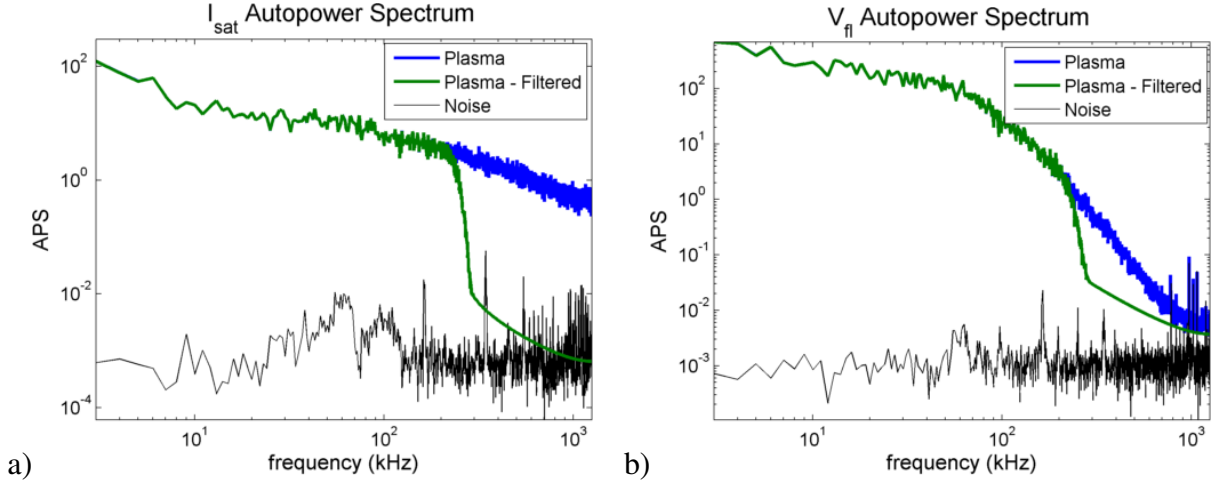 I_sat Autopower Spectrum
APS
10^2
10^0
10^-2
10^-4
Plasma
Plasma - Filtered
Noise
10^1
10^2
10^3
frequency (kHz)
a)
V_fl Autopower Spectrum
APS
10^2
10^1
10^0
10^-1
10^-2
10^-3
Plasma
Plasma - Filtered
Noise
10^1
10^2
10^3
frequency (kHz)
b)